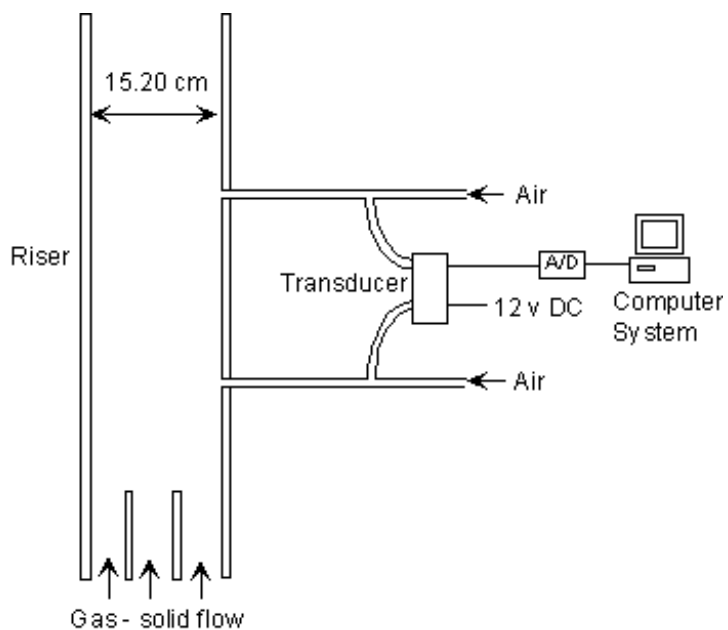 15.20 cm
Air
Riser
Transducer
A/D
12 v DC
Computer
System
Air
Gas - solid flow